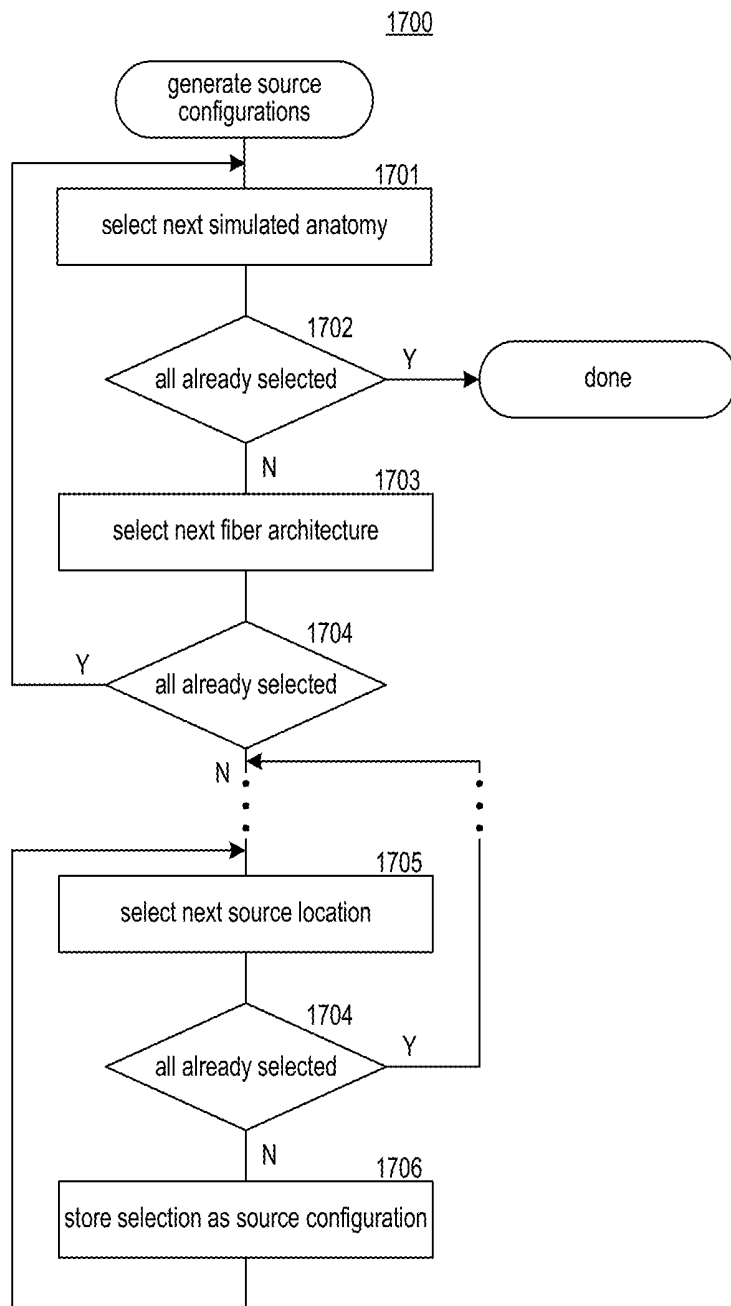 1700
generate source
configurations
1701
select next simulated anatomy
1702
all already selected
Y
done
N
1703
select next fiber architecture
1704
Y
all already selected
N
1705
select next source location
1704
all already selected
Y
N
1706
store selection as source configuration